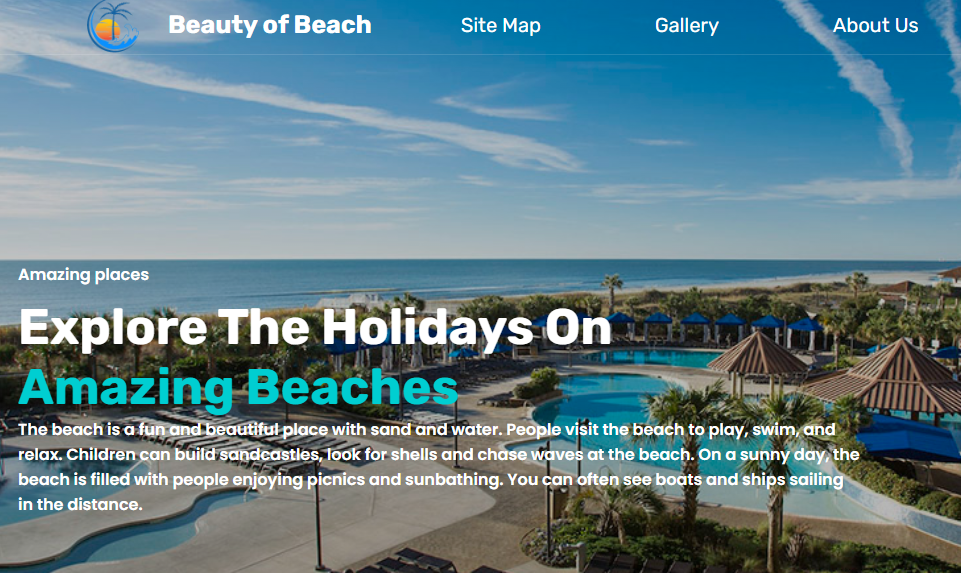 Beauty of Beach
Site Map
Gallery
About Us
Amazing places
Explore The Holidays On
Amazing Beaches
The beach is a fun and beautiful place with sand and water. People visit the beach to play, swim, and
relax. Children can build sandcastles, look for shells and chase waves at the beach. On a sunny day, the
beach is filled with people enjoying picnics and sunbathing. You can often see boats and ships sailing
in the distance.